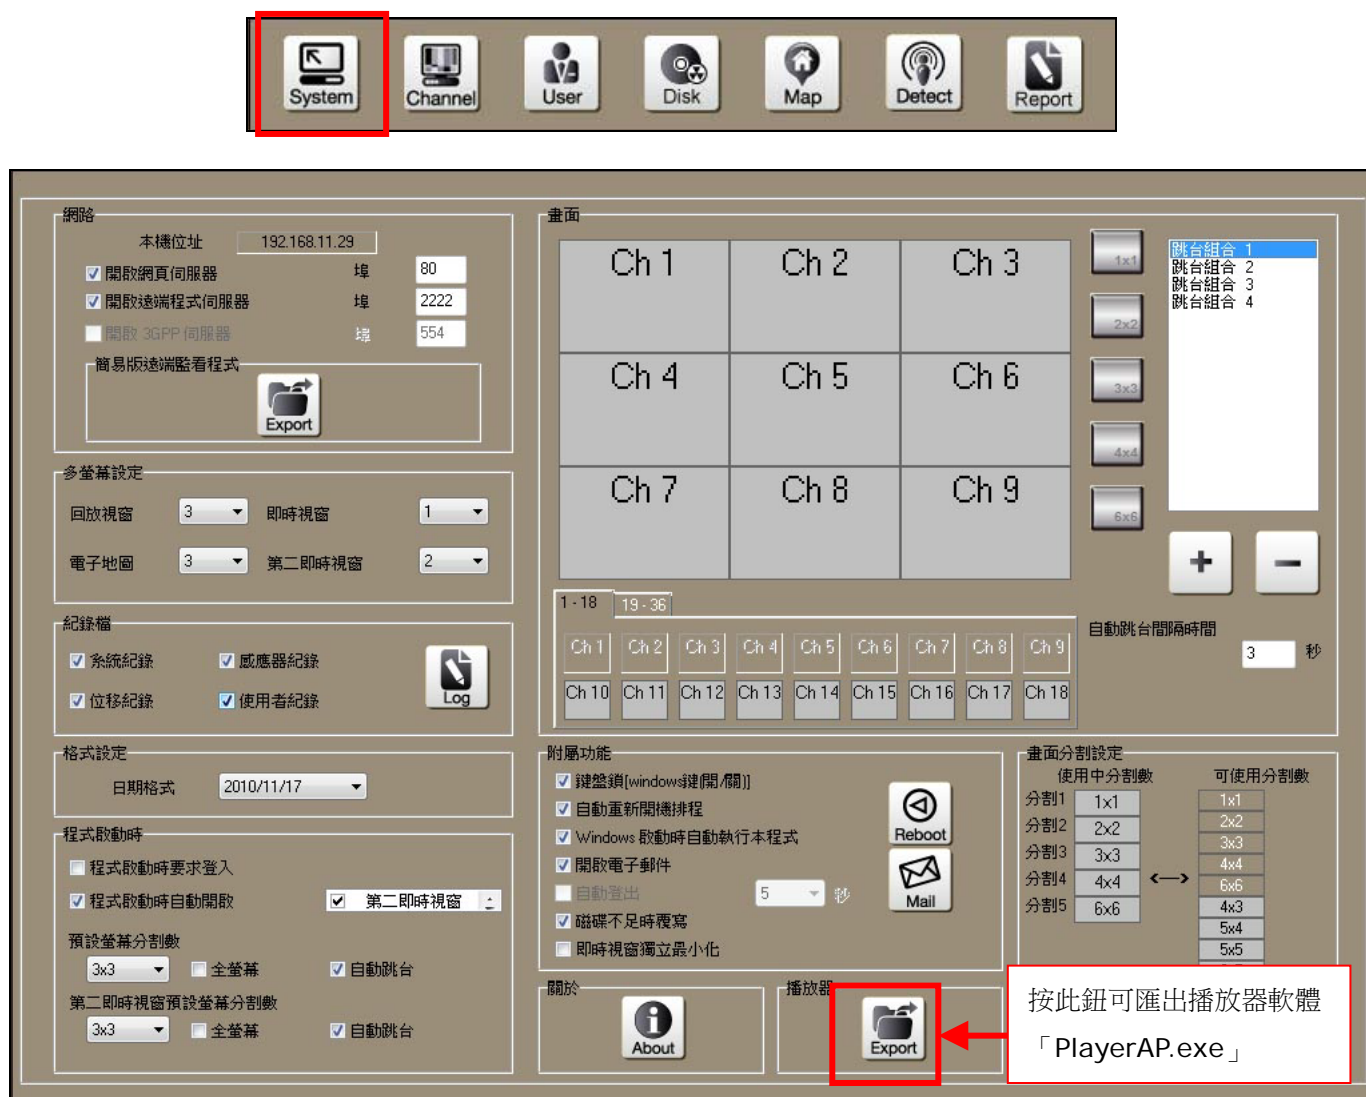 System Channel User Disk Map Detect Report
網路
本機位址 192.168.11.29
開啟網頁伺服器 埠 80
開啟遠端程式伺服器 埠 2222
開啟 3GPP 伺服器 埠 554
簡易版遠端監看程式
Export
多螢幕設定
回放視窗 3 即時視窗 1
電子地圖 3 第二即時視窗 2
紀錄檔
系統紀錄 感應器紀錄
位移紀錄 使用者紀錄
Log
格式設定
日期格式 2010/11/17
程式啟動時
程式啟動時要求登入
程式啟動時自動開啟 第二即時視窗
預設螢幕分割數
3x3 全螢幕 自動跳台
第二即時視窗預設螢幕分割數
3x3 全螢幕 自動跳台
畫面
Ch 1 Ch 2 Ch 3
Ch 4 Ch 5 Ch 6
Ch 7 Ch 8 Ch 9
1x1
2x2
3x3
4x4
6x6
跳台組合 1
跳台組合 2
跳台組合 3
跳台組合 4
1 - 18 19 - 36
Ch 1 Ch 2 Ch 3 Ch 4 Ch 5 Ch 6 Ch 7 Ch 8 Ch 9
Ch 10 Ch 11 Ch 12 Ch 13 Ch 14 Ch 15 Ch 16 Ch 17 Ch 18
自動跳台間隔時間
3 秒
附屬功能
鍵盤鎖[windows鍵(開/關)]
自動重新開機排程
Windows 啟動時自動執行本程式
開啟電子郵件
自動登出 5 秒
磁碟不足時覆寫
即時視窗獨立最小化
Reboot
Mail
畫面分割設定
使用中分割數 可使用分割數
分割1 1x1 1x1
分割2 2x2 2x2
分割3 3x3 3x3
分割4 4x4 <---> 4x4
分割5 6x6 6x6
4x3
5x4
5x5
關於
About
播放器
Export
按此鈕可匯出播放器軟體
「PlayerAP.exe」